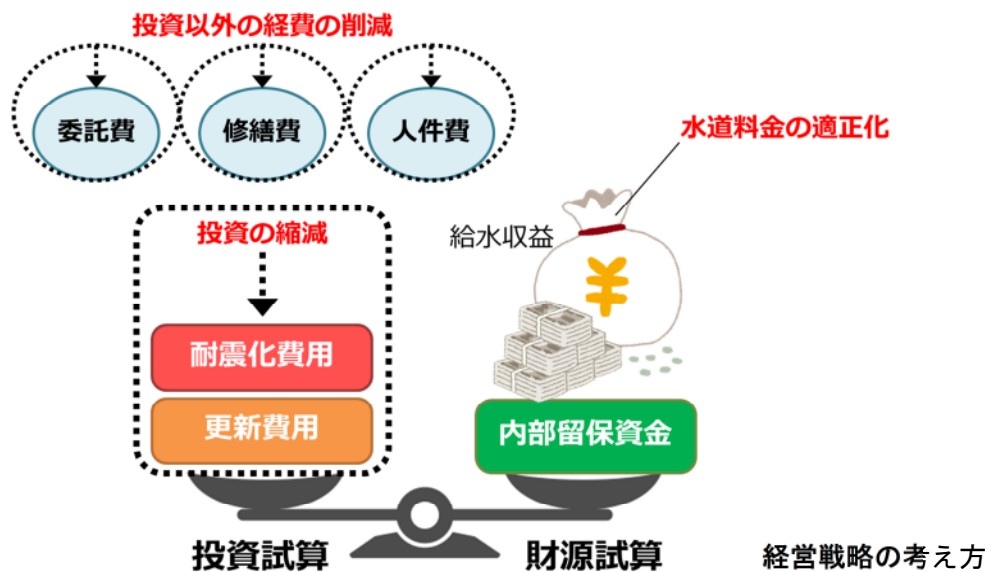 投資以外の経費の削減
委託費
修繕費
人件費
水道料金の適正化
投資の縮減
給水収益
¥
耐震化費用
更新費用
内部留保資金
投資試算
財源試算
経営戦略の考え方